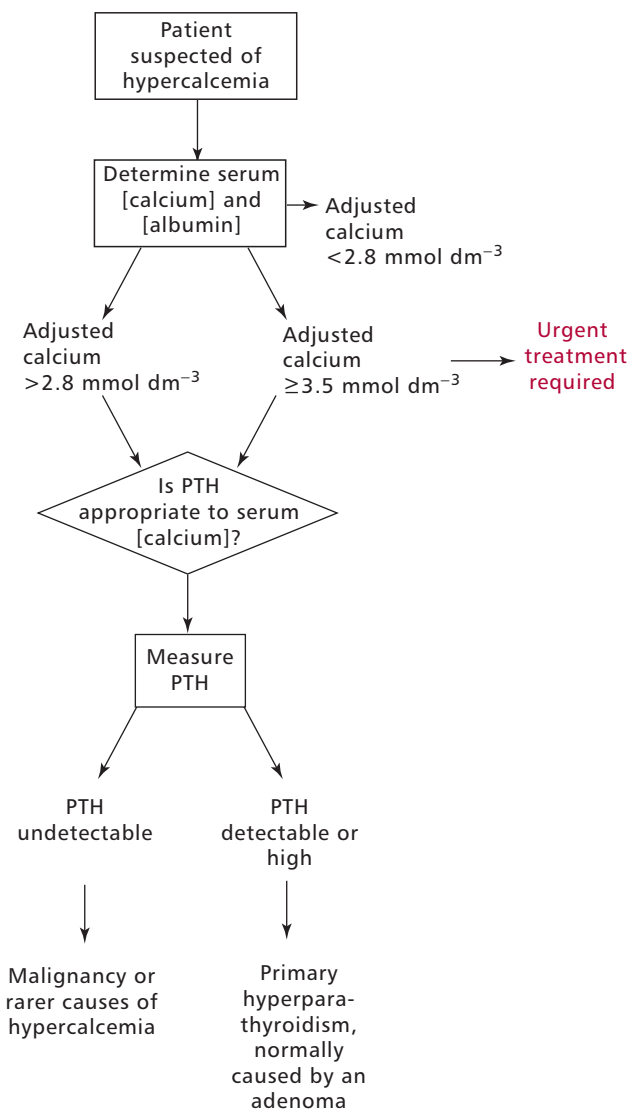 Patient
suspected of
hypercalcemia
Determine serum
[calcium] and
[albumin]
Adjusted
calcium
<2.8 mmol dm⁻³
Adjusted
calcium
>2.8 mmol dm⁻³
Adjusted
calcium
≧3.5 mmol dm⁻³
Urgent
treatment
required
Is PTH
appropriate to serum
[calcium]?
Measure
PTH
PTH
undetectable
PTH
detectable or
high
Malignancy or
rarer causes of
hypercalcemia
Primary
hyperpara-
thyroidism,
normally
caused by an
adenoma